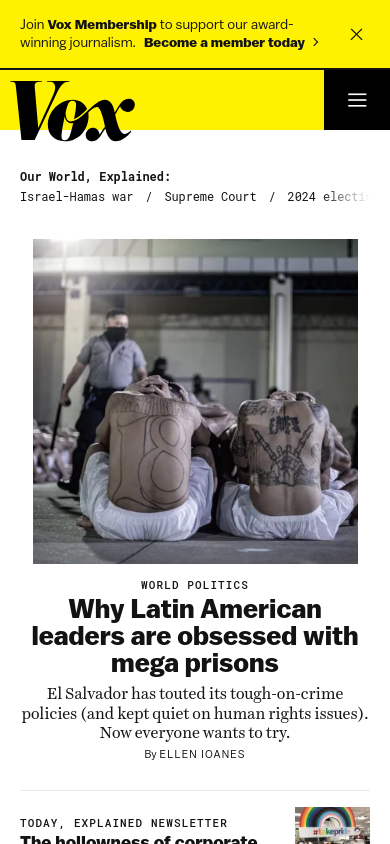 Join Vox Membership to support our award-
winning journalism. Become a member today
Vox
Our World, Explained:
Israel-Hamas war / Supreme Court / 2024 electio
WORLD POLITICS
Why Latin American
leaders are obsessed with
mega prisons
El Salvador has touted its tough-on-crime
policies (and kept quiet on human rights issues).
Now everyone wants to try.
By ELLEN IOANES
TODAY, EXPLAINED NEWSLETTER
The hollowness of corporate